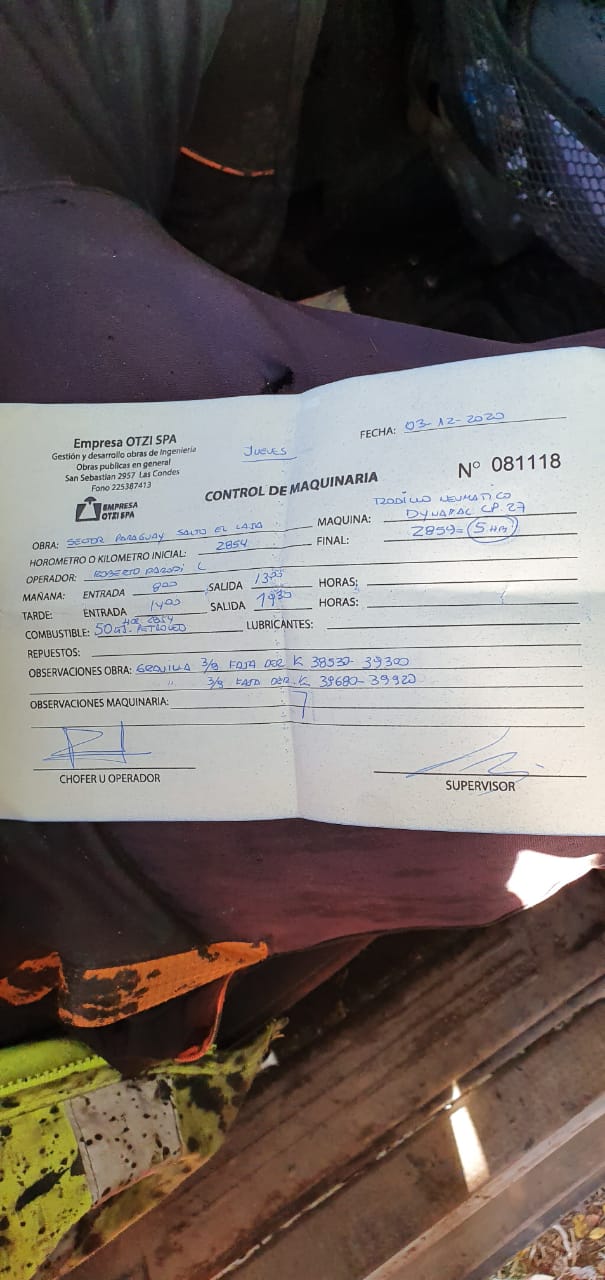 Empresa OTZI SPA
Gestión y desarrollo obras de Ingeniería
Obras publicas en general
San Sebastian 2957 Las Condes
Fono 225387413
EMPRESA
OTZI SPA
JUEVES
FECHA: 03-12-2020
CONTROL DE MAQUINARIA
N° 081118
OBRA: SECTOR PARAGUAY SALTO EL LAJA
MAQUINA: RODILLO NEUMATICO
DYNAPAC CP.27
HOROMETRO O KILOMETRO INICIAL: 2854
FINAL: 2859= 5 HRS
OPERADOR: ROBERTO PARODI L
MAÑANA: ENTRADA 800 SALIDA 1300 HORAS:
TARDE: ENTRADA 1400 SALIDA 1930 HORAS:
COMBUSTIBLE: 50 LTS. PETROLEO LUBRICANTES:
HOR 2854
REPUESTOS:
OBSERVACIONES OBRA: GRAVILLA 3/8 FAJA DER K 38530- 39300
" 3/8 FAJA DER. K 39680- 39920
OBSERVACIONES MAQUINARIA:
CHOFER U OPERADOR
SUPERVISOR